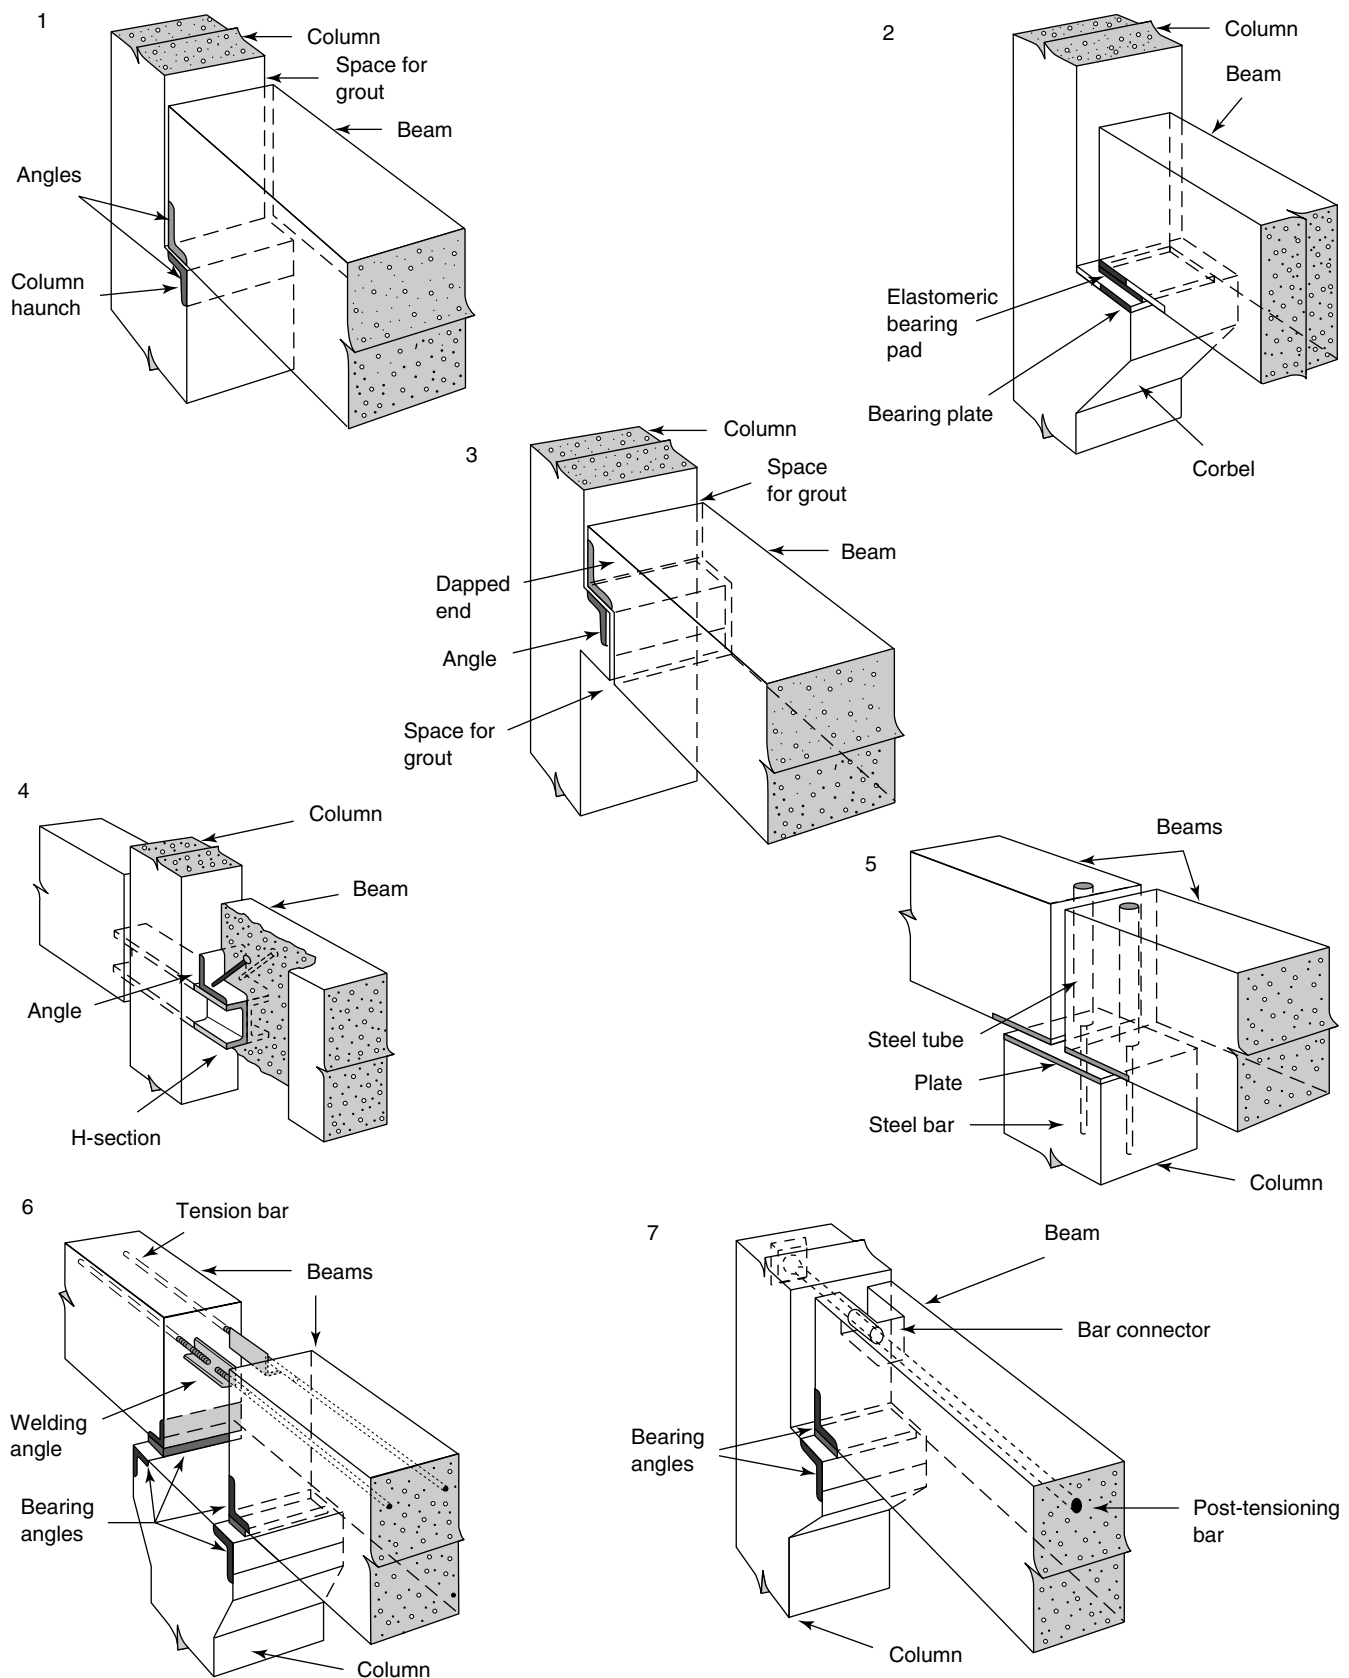 1
Column
Space for
grout
Beam
Angles
Column
haunch
2
Column
Beam
Elastomeric
bearing
pad
Bearing plate
Corbel
3
Column
Space
for grout
Beam
Dapped
end
Angle
Space for
grout
4
Column
Beam
Angle
H-section
5
Beams
Steel tube
Plate
Steel bar
Column
6
Tension bar
Beams
Welding
angle
Bearing
angles
Column
7
Beam
Bar connector
Bearing
angles
Post-tensioning
bar
Column